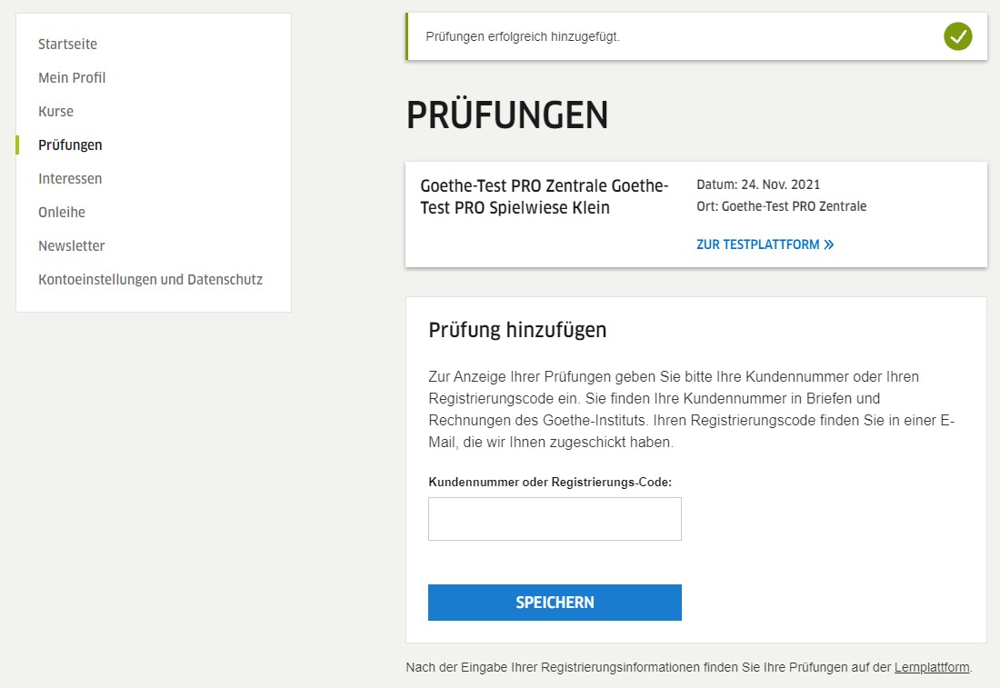 Startseite
Mein Profil
Kurse
Prüfungen
Interessen
Onleihe
Newsletter
Kontoeinstellungen und Datenschutz
Prüfungen erfolgreich hinzugefügt.
PRÜFUNGEN
Goethe-Test PRO Zentrale Goethe-
Test PRO Spielwiese Klein
Datum: 24. Nov. 2021
Ort: Goethe-Test PRO Zentrale
ZUR TESTPLATTFORM »
Prüfung hinzufügen
Zur Anzeige Ihrer Prüfungen geben Sie bitte Ihre Kundennummer oder Ihren
Registrierungscode ein. Sie finden Ihre Kundennummer in Briefen und
Rechnungen des Goethe-Instituts. Ihren Registrierungscode finden Sie in einer E-
Mail, die wir Ihnen zugeschickt haben.
Kundennummer oder Registrierungs-Code:
SPEICHERN
Nach der Eingabe Ihrer Registrierungsinformationen finden Sie Ihre Prüfungen auf der Lernplattform.